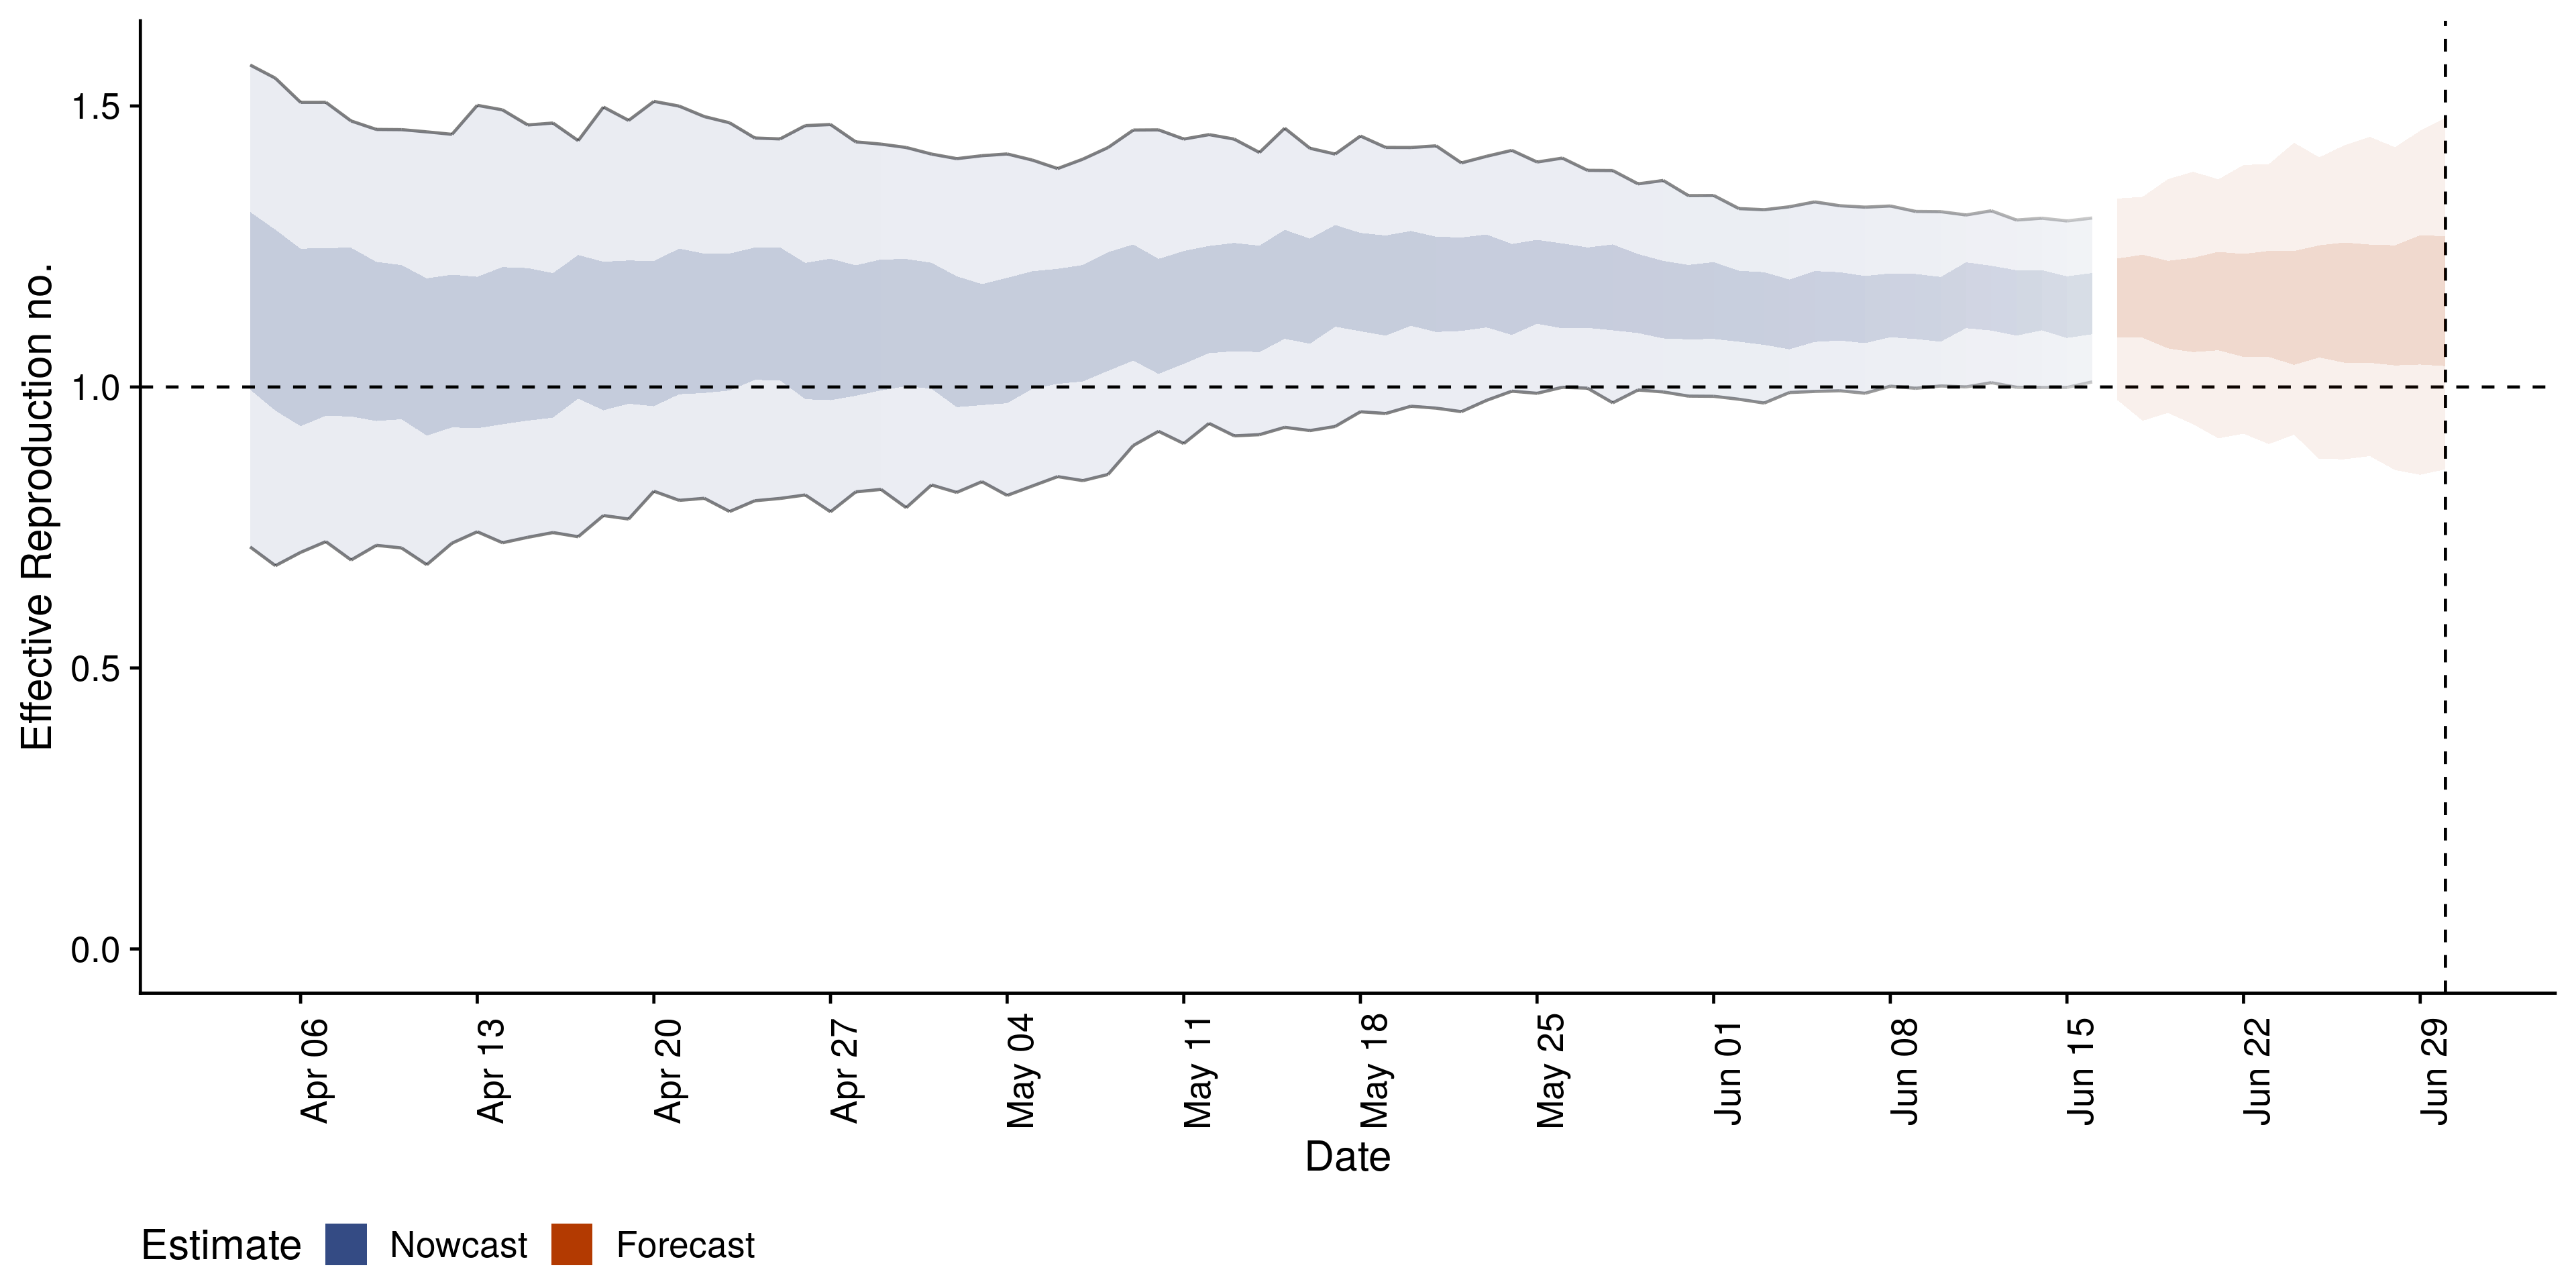 Effective Reproduction no.
1.5
1.0
0.5
0.0
Apr 06
Apr 13
Apr 20
Apr 27
May 04
May 11
May 18
May 25
Jun 01
Jun 08
Jun 15
Jun 22
Jun 29
Date
Estimate Nowcast Forecast